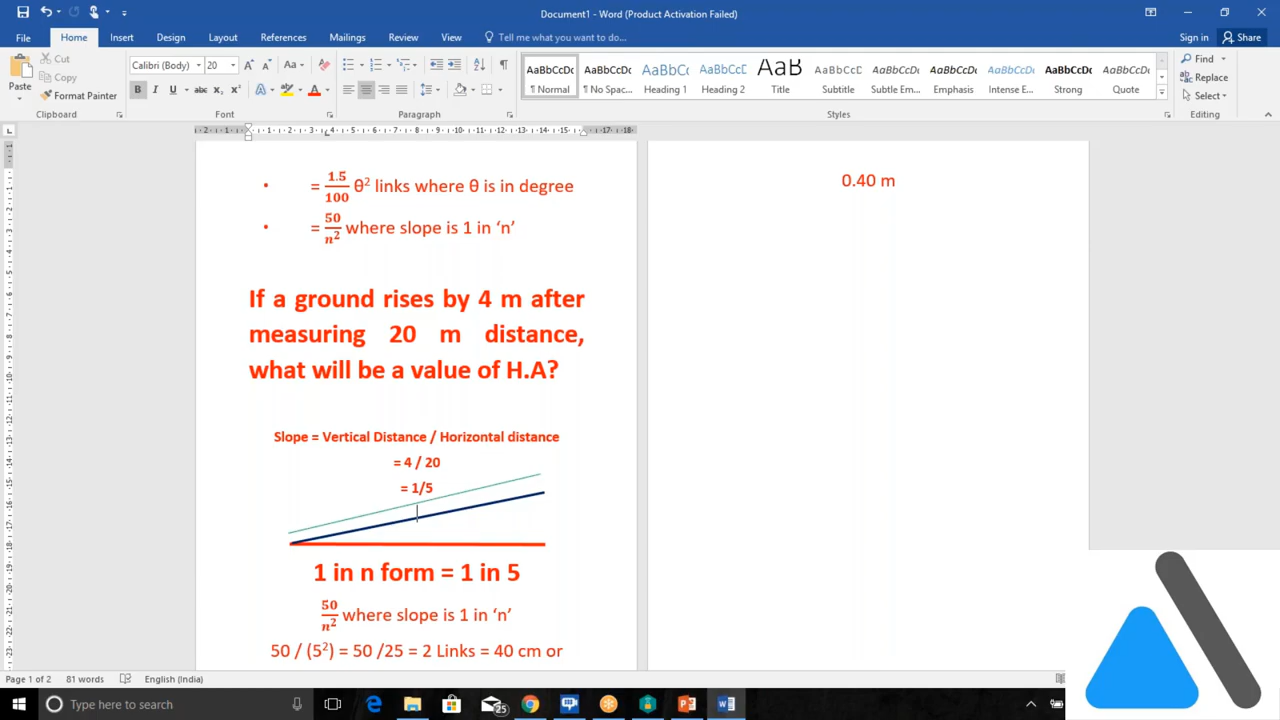 Document1 - Word (Product Activation Failed)
File Home Insert Design Layout References Mailings Review View Tell me what you want to do... Sign in Share
Paste Cut Copy Format Painter
Calibri (Body) 20
AaBbCcDc AaBbCcDc AaBbCc AaBbCcD AaB AaBbCcD AaBbCcDc AaBbCcDc AaBbCcDc AaBbCcDc AaBbCcDc
¶ Normal ¶ No Spac... Heading 1 Heading 2 Title Subtitle Subtle Em... Emphasis Intense E... Strong Quote
Find Replace Select
Clipboard Font Paragraph Styles Editing
• = 1.5/100 θ² links where θ is in degree
• = 50/n² where slope is 1 in ‘n’
If a ground rises by 4 m after
measuring 20 m distance,
what will be a value of H.A?
Slope = Vertical Distance / Horizontal distance
= 4 / 20
= 1/5
1 in n form = 1 in 5
50/n² where slope is 1 in ‘n’
50 / (5²) = 50 /25 = 2 Links = 40 cm or
0.40 m
Page 1 of 2 81 words English (India)
Type here to search
25